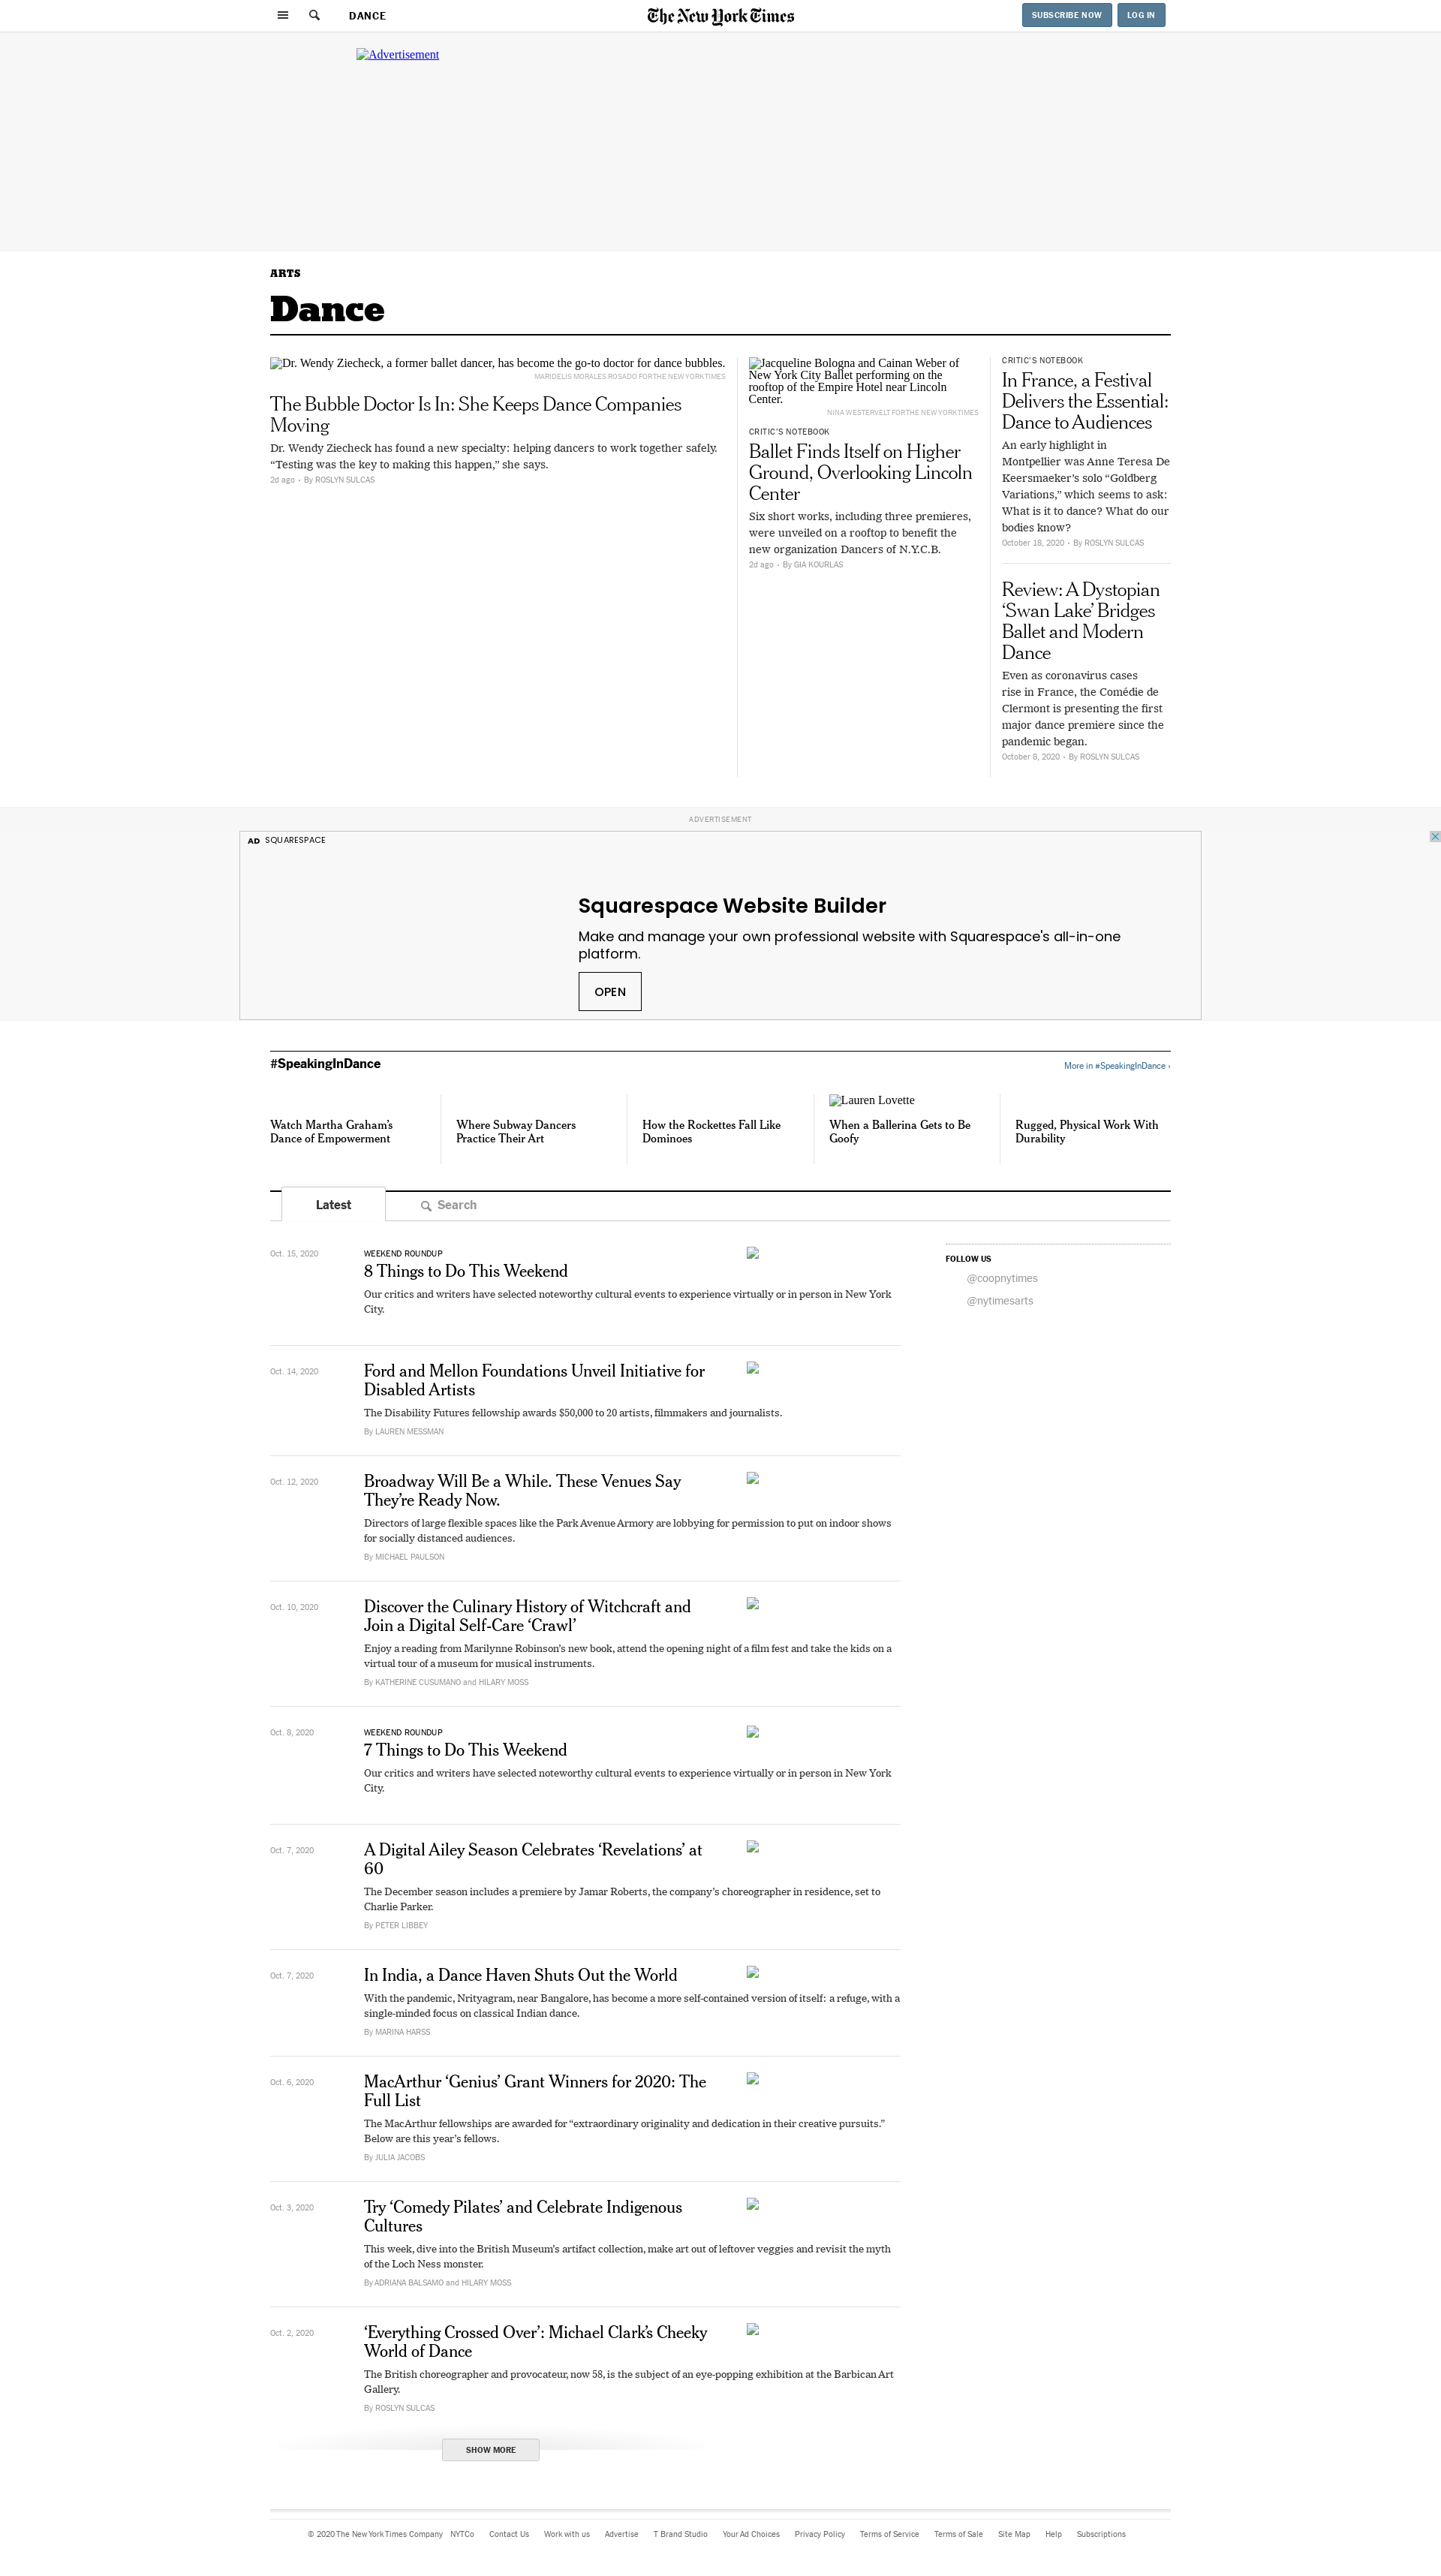 DANCE
The New York Times
SUBSCRIBE NOW
LOG IN
Advertisement
ARTS
Dance
Dr. Wendy Ziecheck, a former ballet dancer, has become the go-to doctor for dance bubbles.
MARIDELIS MORALES ROSADO FOR THE NEW YORK TIMES
The Bubble Doctor Is In: She Keeps Dance Companies
Moving
Dr. Wendy Ziecheck has found a new specialty: helping dancers to work together safely.
“Testing was the key to making this happen,” she says.
2d ago • By ROSLYN SULCAS
Jacqueline Bologna and Cainan Weber of
New York City Ballet performing on the
rooftop of the Empire Hotel near Lincoln
Center.
NINA WESTERVELT FOR THE NEW YORK TIMES
CRITIC’S NOTEBOOK
Ballet Finds Itself on Higher
Ground, Overlooking Lincoln
Center
Six short works, including three premieres,
were unveiled on a rooftop to benefit the
new organization Dancers of N.Y.C.B.
2d ago • By GIA KOURLAS
CRITIC’S NOTEBOOK
In France, a Festival
Delivers the Essential:
Dance to Audiences
An early highlight in
Montpellier was Anne Teresa De
Keersmaeker’s solo “Goldberg
Variations,” which seems to ask:
What is it to dance? What do our
bodies know?
October 18, 2020 • By ROSLYN SULCAS
Review: A Dystopian
‘Swan Lake’ Bridges
Ballet and Modern
Dance
Even as coronavirus cases
rise in France, the Comédie de
Clermont is presenting the first
major dance premiere since the
pandemic began.
October 8, 2020 • By ROSLYN SULCAS
ADVERTISEMENT
AD SQUARESPACE
Squarespace Website Builder
Make and manage your own professional website with Squarespace's all-in-one
platform.
OPEN
#SpeakingInDance
More in #SpeakingInDance ›
Watch Martha Graham’s
Dance of Empowerment
Where Subway Dancers
Practice Their Art
How the Rockettes Fall Like
Dominoes
Lauren Lovette
When a Ballerina Gets to Be
Goofy
Rugged, Physical Work With
Durability
Latest
Search
Oct. 15, 2020
WEEKEND ROUNDUP
8 Things to Do This Weekend
Our critics and writers have selected noteworthy cultural events to experience virtually or in person in New York
City.
FOLLOW US
@coopnytimes
@nytimesarts
Oct. 14, 2020
Ford and Mellon Foundations Unveil Initiative for
Disabled Artists
The Disability Futures fellowship awards $50,000 to 20 artists, filmmakers and journalists.
By LAUREN MESSMAN
Oct. 12, 2020
Broadway Will Be a While. These Venues Say
They’re Ready Now.
Directors of large flexible spaces like the Park Avenue Armory are lobbying for permission to put on indoor shows
for socially distanced audiences.
By MICHAEL PAULSON
Oct. 10, 2020
Discover the Culinary History of Witchcraft and
Join a Digital Self-Care ‘Crawl’
Enjoy a reading from Marilynne Robinson’s new book, attend the opening night of a film fest and take the kids on a
virtual tour of a museum for musical instruments.
By KATHERINE CUSUMANO and HILARY MOSS
Oct. 8, 2020
WEEKEND ROUNDUP
7 Things to Do This Weekend
Our critics and writers have selected noteworthy cultural events to experience virtually or in person in New York
City.
Oct. 7, 2020
A Digital Ailey Season Celebrates ‘Revelations’ at
60
The December season includes a premiere by Jamar Roberts, the company’s choreographer in residence, set to
Charlie Parker.
By PETER LIBBEY
Oct. 7, 2020
In India, a Dance Haven Shuts Out the World
With the pandemic, Nrityagram, near Bangalore, has become a more self-contained version of itself: a refuge, with a
single-minded focus on classical Indian dance.
By MARINA HARSS
Oct. 6, 2020
MacArthur ‘Genius’ Grant Winners for 2020: The
Full List
The MacArthur fellowships are awarded for “extraordinary originality and dedication in their creative pursuits.”
Below are this year’s fellows.
By JULIA JACOBS
Oct. 3, 2020
Try ‘Comedy Pilates’ and Celebrate Indigenous
Cultures
This week, dive into the British Museum’s artifact collection, make art out of leftover veggies and revisit the myth
of the Loch Ness monster.
By ADRIANA BALSAMO and HILARY MOSS
Oct. 2, 2020
‘Everything Crossed Over’: Michael Clark’s Cheeky
World of Dance
The British choreographer and provocateur, now 58, is the subject of an eye-popping exhibition at the Barbican Art
Gallery.
By ROSLYN SULCAS
SHOW MORE
© 2020 The New York Times Company NYTCo Contact Us Work with us Advertise T Brand Studio Your Ad Choices Privacy Policy Terms of Service Terms of Sale Site Map Help Subscriptions